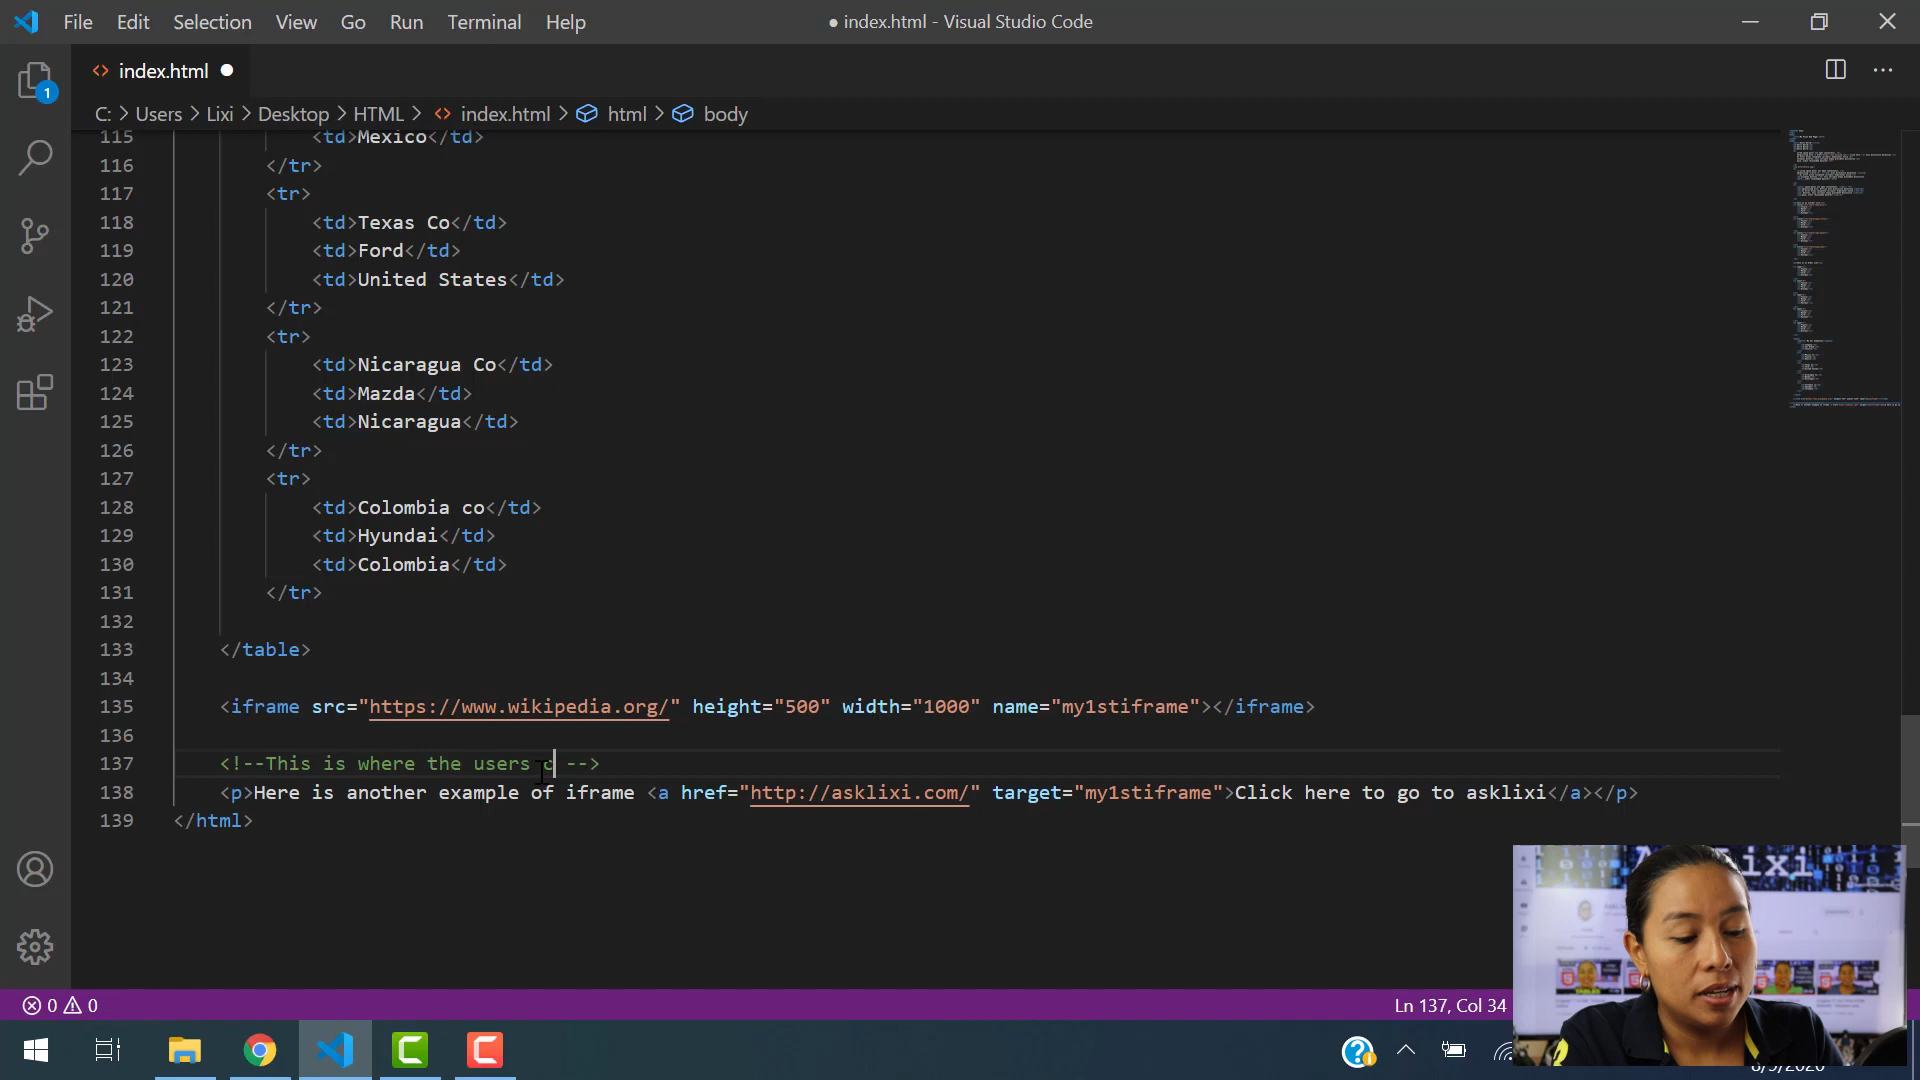 File Edit Selection View Go Run Terminal Help
● index.html - Visual Studio Code
<> index.html ●
1
C: > Users > Lixi > Desktop > HTML > <> index.html > html > body
115 <td>Mexico</td>
116 </tr>
117 <tr>
118 <td>Texas Co</td>
119 <td>Ford</td>
120 <td>United States</td>
121 </tr>
122 <tr>
123 <td>Nicaragua Co</td>
124 <td>Mazda</td>
125 <td>Nicaragua</td>
126 </tr>
127 <tr>
128 <td>Colombia co</td>
129 <td>Hyundai</td>
130 <td>Colombia</td>
131 </tr>
132
133 </table>
134
135 <iframe src="https://www.wikipedia.org/" height="500" width="1000" name="my1stiframe"></iframe>
136
137 <!--This is where the users c -->
138 <p>Here is another example of iframe <a href="http://asklixi.com/" target="my1stiframe">Click here to go to asklixi</a></p>
139 </html>
0 0
Ln 137, Col 34